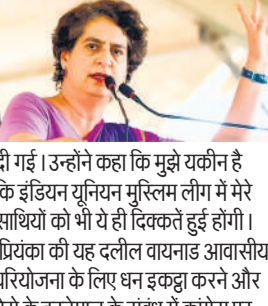 दी गई। उन्होंने कहा कि मुझे यकीन है
कि इंडियन यूनियन मुस्लिम लीग में मेरे
साथियों को भी ये ही दिक्कतें हुई होंगी।
प्रियंका की यह दलील वायनाड आवासीय
परियोजना के लिए धन इकट्ठा करने और